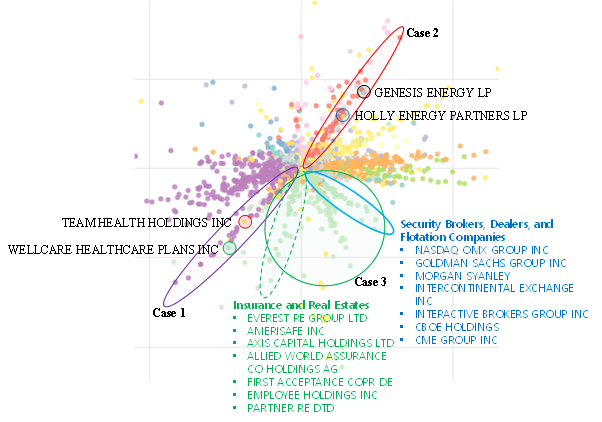 Case 2
GENESIS ENERGY LP
HOLLY ENERGY PARTNERS LP
TEAM HEALTH HOLDINGS INC
WELLCARE HEALTHCARE PLANS INC
Case 1
Case 3
Security Brokers, Dealers, and
Flotation Companies
▪ NASDAQ OMX GROUP INC
▪ GOLDMAN SACHS GROUP INC
▪ MORGAN SYANLEY
▪ INTERCONTINENTAL EXCHANGE
INC
▪ INTERACTIVE BROKERS GROUP INC
▪ CBOE HOLDINGS
▪ CME GROUP INC
Insurance and Real Estates
▪ EVEREST RE GROUP LTD
▪ AMERISAFE INC
▪ AXIS CAPITAL HOLDINGS LTD
▪ ALLIED WORLD ASSURANCE
CO HOLDINGS AG
▪ FIRST ACCEPTANCE COPR DE
▪ EMPLOYEE HOLDINGS INC
▪ PARTNER RE DTD